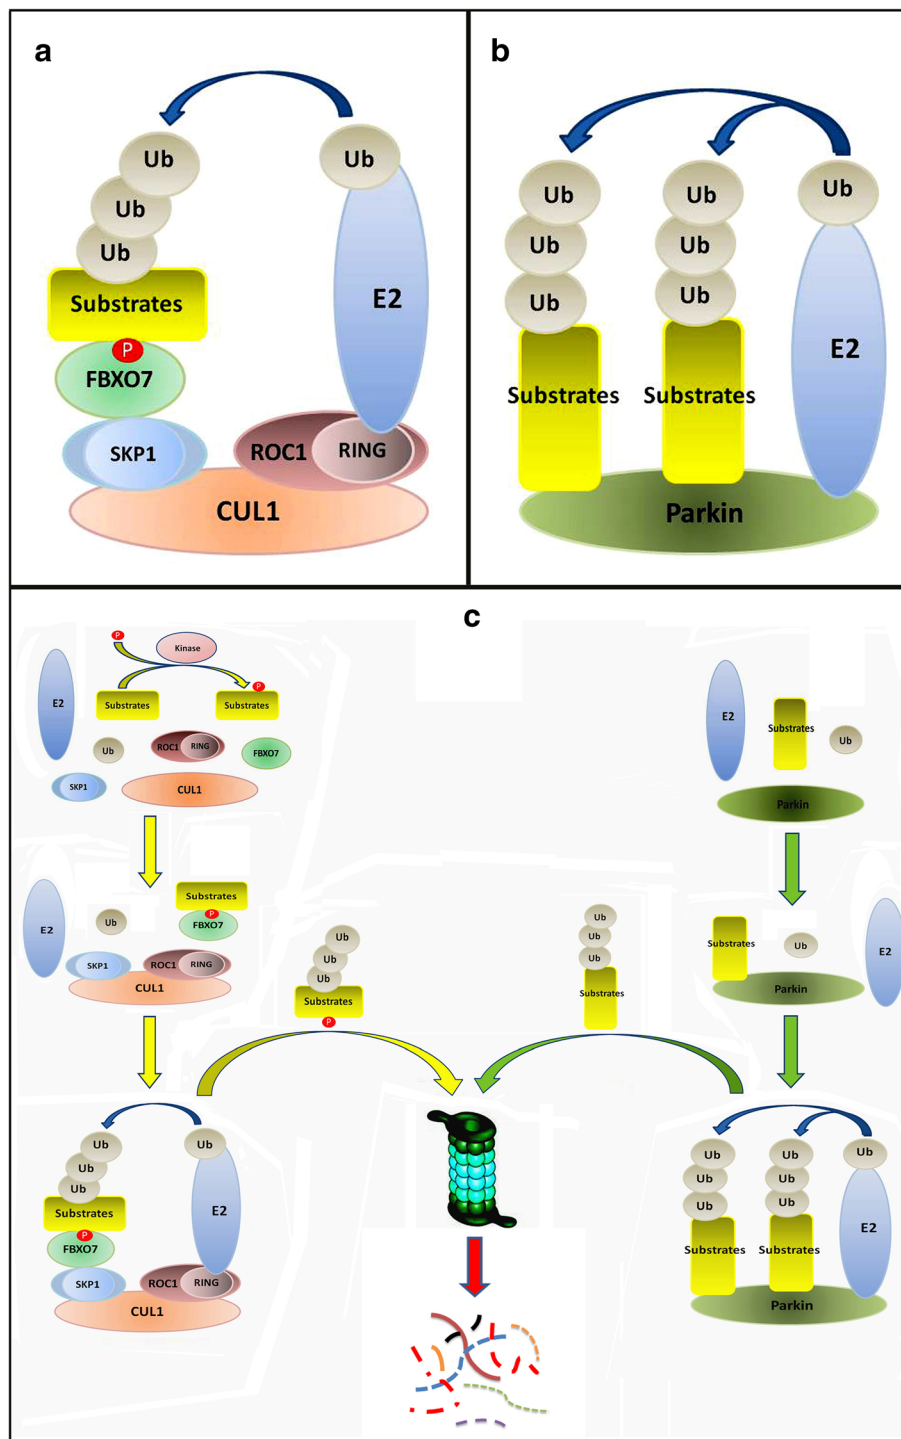 a
Ub
Ub
Ub
Ub
Substrates
E2
P
FBXO7
SKP1
ROC1
RING
CUL1
b
Ub
Ub
Ub
Ub
Ub
Ub
Ub
E2
Substrates
Substrates
Parkin
c
P
Kinase
E2
Substrates
P
Substrates
Ub
ROC1
RING
FBXO7
SKP1
CUL1
E2
Ub
Substrates
P
FBXO7
SKP1
ROC1
RING
CUL1
Ub
Ub
Ub
Substrates
P
Ub
Ub
Ub
Substrates
E2
Substrates
Ub
Parkin
Substrates
Ub
E2
Parkin
Ub
Ub
Ub
Ub
Substrates
E2
P
FBXO7
SKP1
ROC1
RING
CUL1
Ub
Ub
Ub
Ub
Ub
Ub
Ub
E2
Substrates
Substrates
Parkin